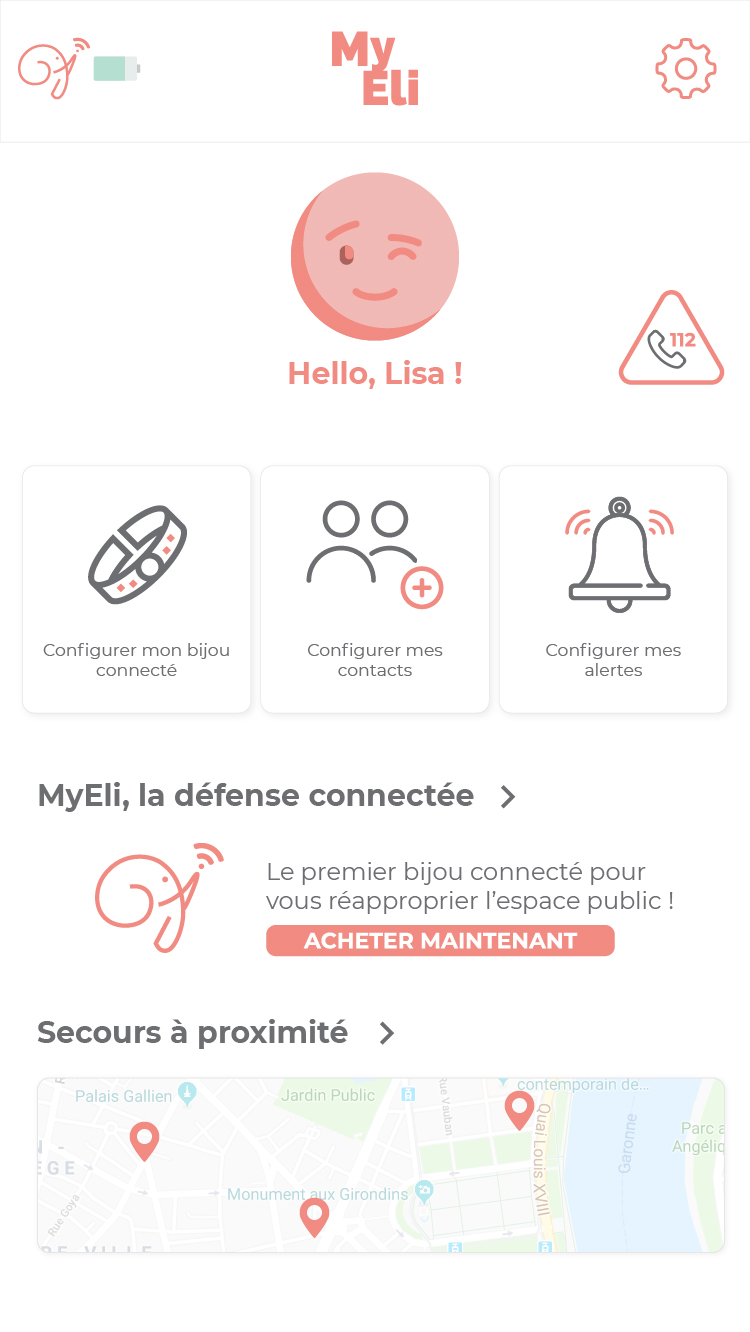 My
Eli
Hello, Lisa !
112
Configurer mon bijou
connecté
Configurer mes
contacts
Configurer mes
alertes
MyEli, la défense connectée
Le premier bijou connecté pour
vous réapproprier l’espace public !
ACHETER MAINTENANT
Secours à proximité
contemporain de...
Palais Gallien
Jardin Public
Rue Vauban
Quai Louis XVIII
Garonne
Parc a
Angéliq
N -
EGE
Monument aux Girondins
Rue Goya
RE VILLE